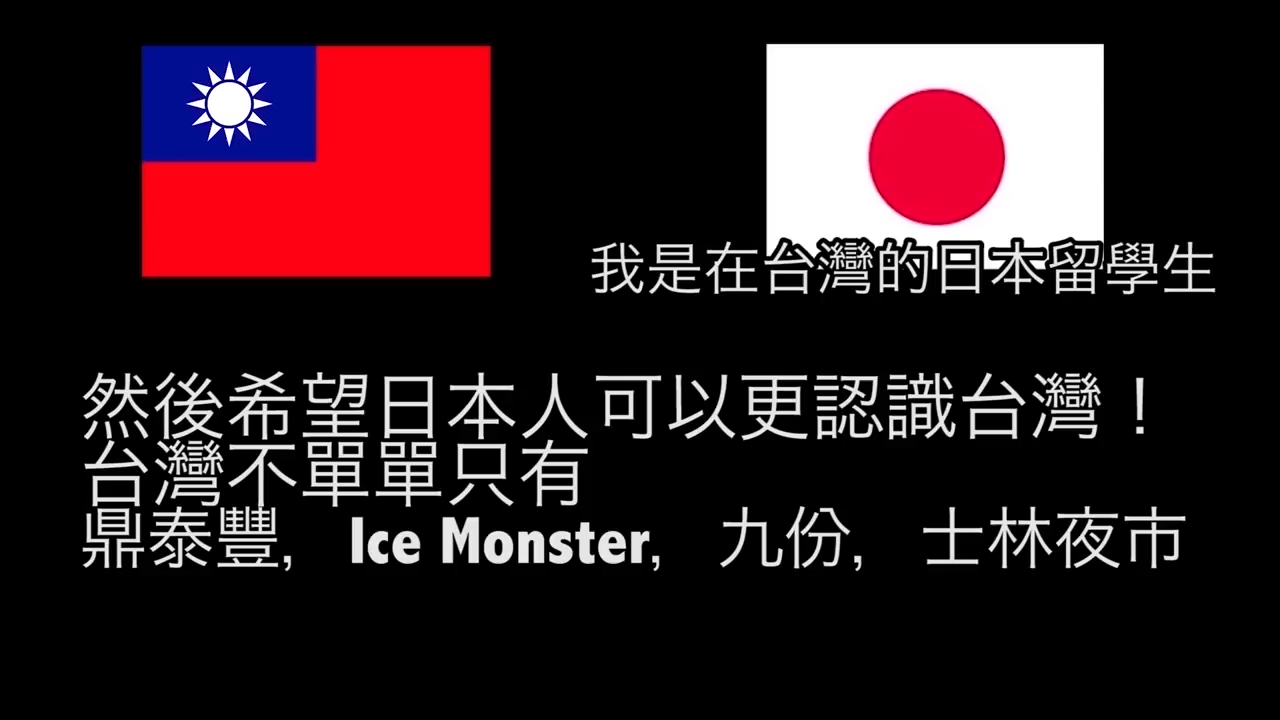 我是在台灣的日本留學生
然後希望日本人可以更認識台灣！
台灣不單單只有
鼎泰豐, Ice Monster, 九份, 士林夜市